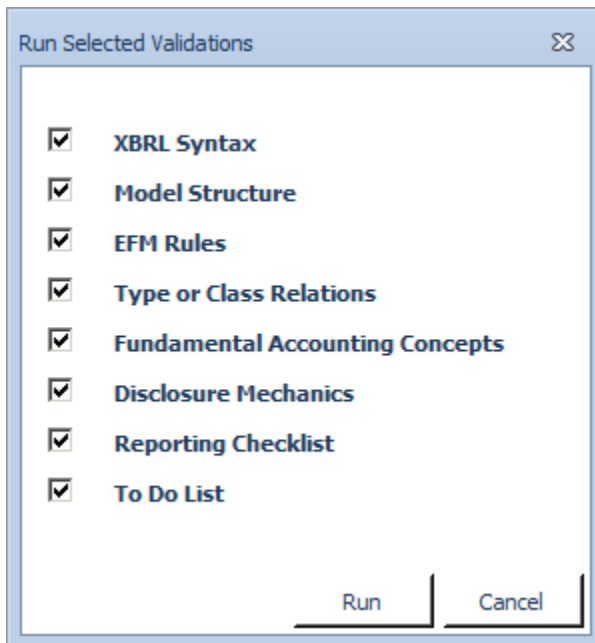 Run Selected Validations
XBRL Syntax
Model Structure
EFM Rules
Type or Class Relations
Fundamental Accounting Concepts
Disclosure Mechanics
Reporting Checklist
To Do List
Run Cancel